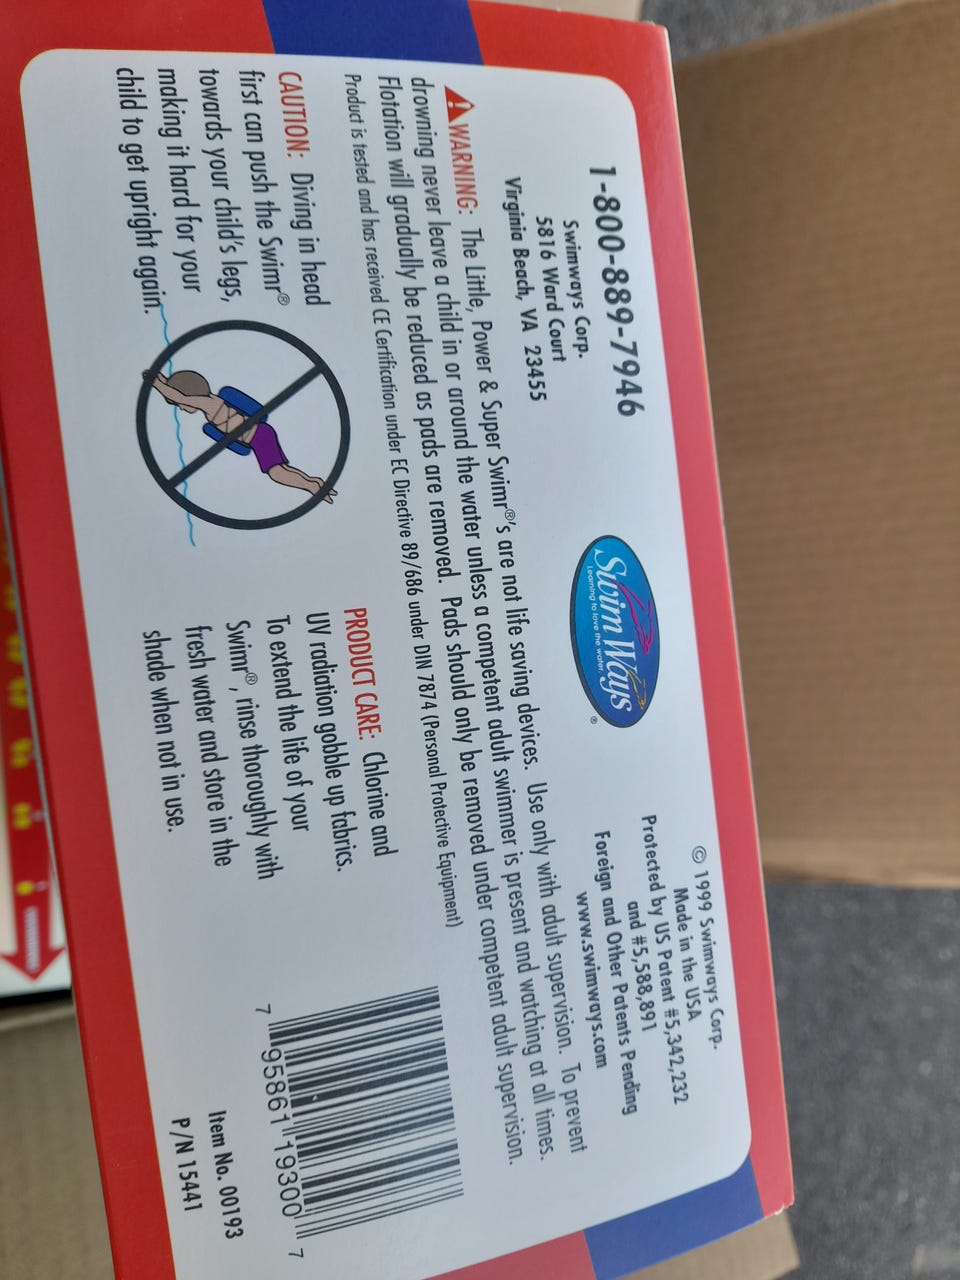 1-800-889-7946
Swimways Corp.
5816 Ward Court
Virginia Beach, VA 23455
Swim Ways
Learning to love the water.
®
© 1999 Swimways Corp.
Made in the USA
Protected by US Patent #5,342,232
and #5,588,891
Foreign and Other Patents Pending
www.swimways.com
WARNING: The Little, Power & Super Swimr®'s are not life saving devices. Use only with adult supervision. To prevent
drowning never leave a child in or around the water unless a competent adult swimmer is present and watching at all times.
Flotation will gradually be reduced as pads are removed. Pads should only be removed under competent adult supervision.
Product is tested and has received CE Certification under EC Directive 89/686 under DIN 7874 (Personal Protective Equipment)
CAUTION: Diving in head
first can push the Swimr®
towards your child's legs,
making it hard for your
child to get upright again.
PRODUCT CARE: Chlorine and
UV radiation gobble up fabrics.
To extend the life of your
Swimr®, rinse thoroughly with
fresh water and store in the
shade when not in use.
7 95861 19300 7
Item No. 00193
P/N 15441